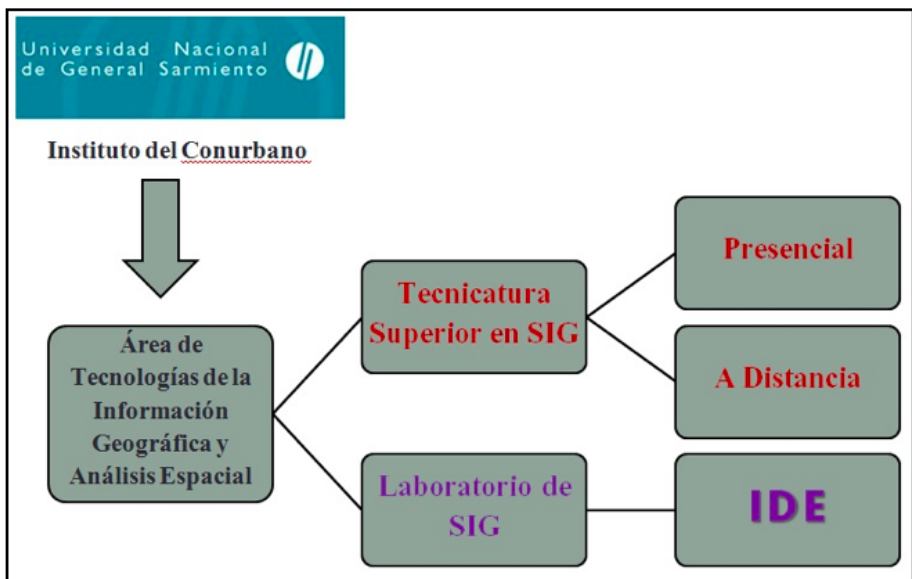 Universidad Nacional
de General Sarmiento
Instituto del Conurbano
Área de
Tecnologías de la
Información
Geográfica y
Análisis Espacial
Tecnicatura
Superior en SIG
Presencial
A Distancia
Laboratorio de
SIG
IDE